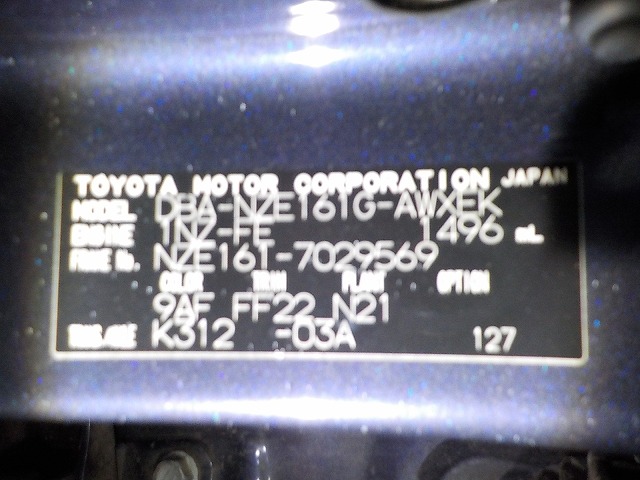 TOYOTA MOTOR CORPORATION JAPAN
MODEL DBA-NZE161G-AWXEK
ENGINE 1NZ-FE 1496 mL
FRAME No. NZE161-7029569
COLOR TRIM PLANT OPTION
9AF FF22 N21
TRANS./AXLE K312 -03A 127